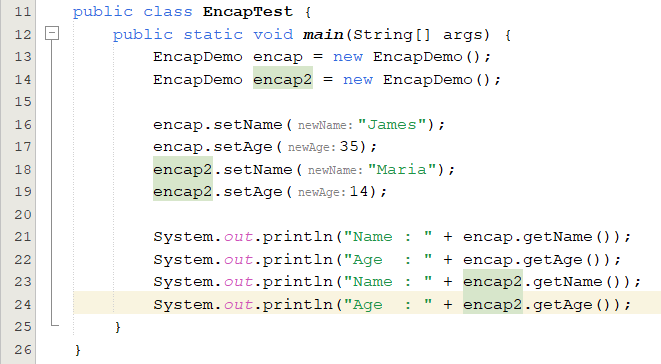 11 public class EncapTest {
12 public static void main(String[] args) {
13 EncapDemo encap = new EncapDemo();
14 EncapDemo encap2 = new EncapDemo();
15
16 encap.setName( newName: "James");
17 encap.setAge( newAge: 35);
18 encap2.setName( newName: "Maria");
19 encap2.setAge( newAge: 14);
20
21 System.out.println("Name : " + encap.getName());
22 System.out.println("Age  : " + encap.getAge());
23 System.out.println("Name : " + encap2.getName());
24 System.out.println("Age  : " + encap2.getAge());
25 }
26 }